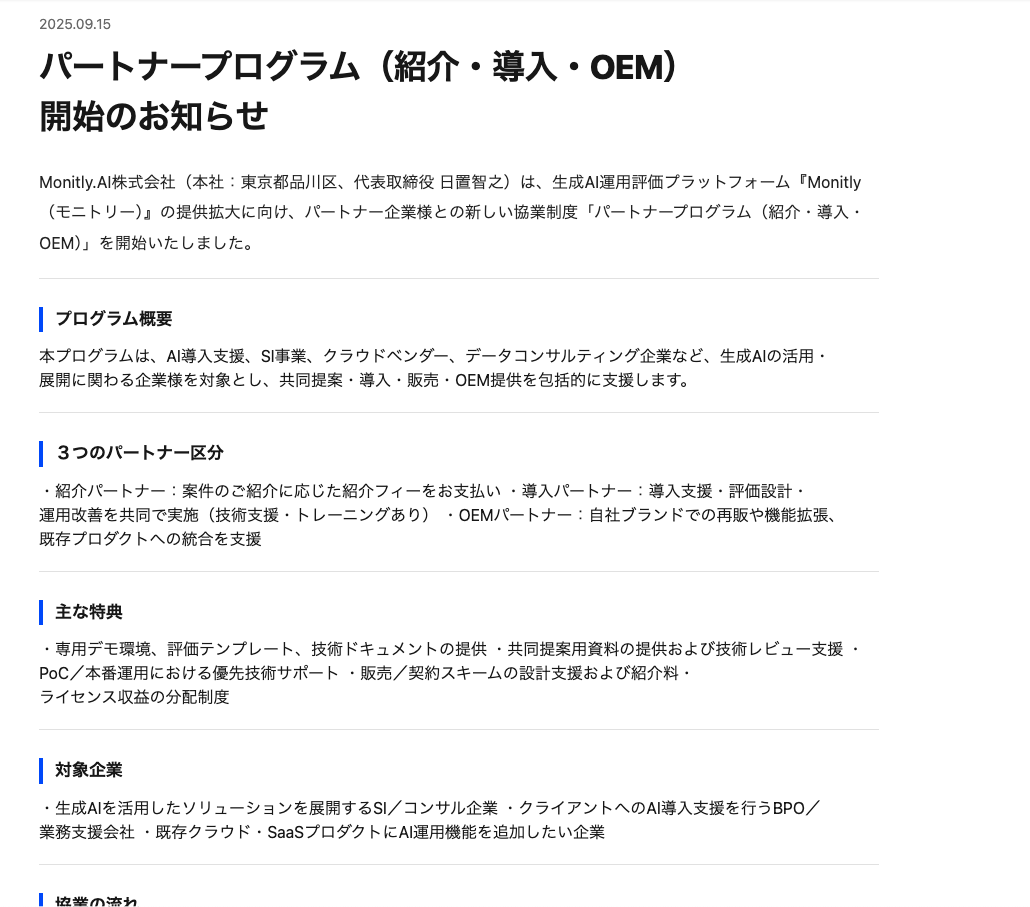 2025.09.15
パートナープログラム（紹介・導入・OEM）
開始のお知らせ
Monitly.AI株式会社（本社：東京都品川区、代表取締役 日置智之）は、生成AI運用評価プラットフォーム『Monitly
（モニトリー）』の提供拡大に向け、パートナー企業様との新しい協業制度「パートナープログラム（紹介・導入・
OEM）」を開始いたしました。
プログラム概要
本プログラムは、AI導入支援、SI事業、クラウドベンダー、データコンサルティング企業など、生成AIの活用・
展開に関わる企業様を対象とし、共同提案・導入・販売・OEM提供を包括的に支援します。
３つのパートナー区分
・紹介パートナー：案件のご紹介に応じた紹介フィーをお支払い ・導入パートナー：導入支援・評価設計・
運用改善を共同で実施（技術支援・トレーニングあり） ・OEMパートナー：自社ブランドでの再販や機能拡張、
既存プロダクトへの統合を支援
主な特典
・専用デモ環境、評価テンプレート、技術ドキュメントの提供 ・共同提案用資料の提供および技術レビュー支援 ・
PoC／本番運用における優先技術サポート ・販売／契約スキームの設計支援および紹介料・
ライセンス収益の分配制度
対象企業
・生成AIを活用したソリューションを展開するSI／コンサル企業 ・クライアントへのAI導入支援を行うBPO／
業務支援会社 ・既存クラウド・SaaSプロダクトにAI運用機能を追加したい企業
協業の流れ